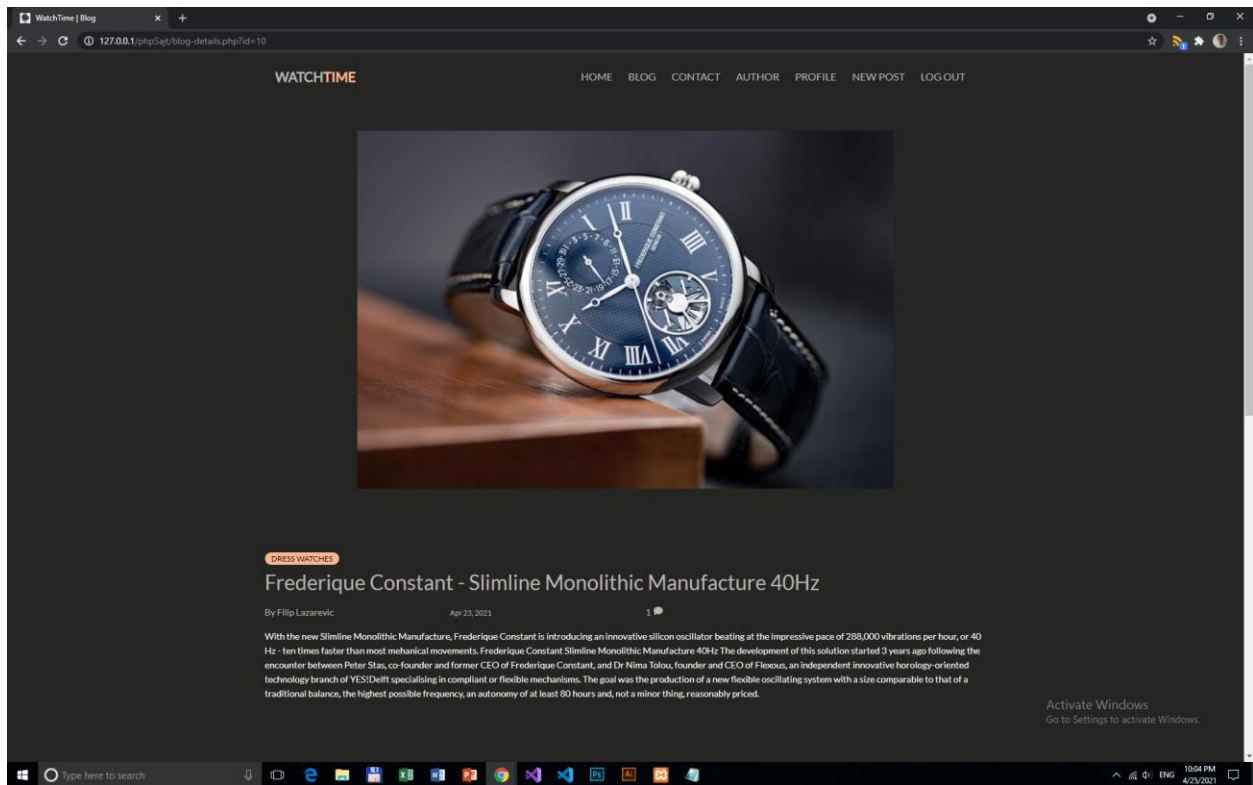 WatchTime | Blog
127.0.0.1/phpSajt/blog-details.php?id=10
WATCHTIME
HOME BLOG CONTACT AUTHOR PROFILE NEW POST LOG OUT
I
II
III
V
VII
VIII
X
XI
FREDERIQUE CONSTANT
GENEVE
DRESS WATCHES
Frederique Constant - Slimline Monolithic Manufacture 40Hz
By Filip Lazarevic Apr 23, 2021 1
With the new Slimline Monolithic Manufacture, Frederique Constant is introducing an innovative silicon oscillator beating at the impressive pace of 288,000 vibrations per hour, or 40
Hz - ten times faster than most mehanical movements. Frederique Constant Slimline Monolithic Manufacture 40Hz The development of this solution started 3 years ago following the
encounter between Peter Stas, co-founder and former CEO of Frederique Constant, and Dr Nima Tolou, founder and CEO of Flexous, an independent innovative horology-oriented
technology branch of YES!Delft specialising in compliant or flexible mechanisms. The goal was the production of a new flexible oscillating system with a size comparable to that of a
traditional balance, the highest possible frequency, an autonomy of at least 80 hours and, not a minor thing, reasonably priced.
Activate Windows
Go to Settings to activate Windows.
Type here to search
ENG
10:04 PM
4/25/2021